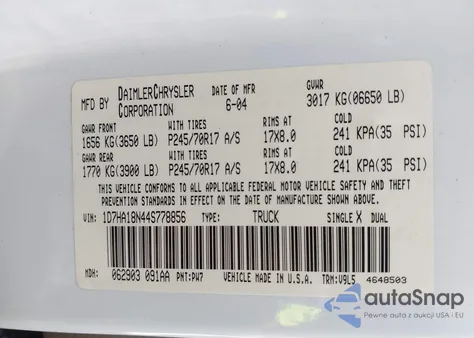 MFD BY DAIMLERCHRYSLER CORPORATION DATE OF MFR 6-04 GVWR 3017 KG(06650 LB)
GAWR FRONT WITH TIRES RIMS AT COLD
1656 KG(3650 LB) P245/70R17 A/S 17X8.0 241 KPA(35 PSI)
GAWR REAR WITH TIRES RIMS AT COLD
1770 KG(3900 LB) P245/70R17 A/S 17X8.0 241 KPA(35 PSI)
THIS VEHICLE CONFORMS TO ALL APPLICABLE FEDERAL MOTOR VEHICLE SAFETY AND THEFT
PREVENTION STANDARDS IN EFFECT ON THE DATE OF MANUFACTURE SHOWN ABOVE.
VIN: 1D7HA18N44S778856 TYPE: TRUCK SINGLE X DUAL
MDH: 062903 091AA PNT:PW7 VEHICLE MADE IN U.S.A. TRM:V9L5 4648503
autoSnap
Pewne auta z aukcji USA i EU